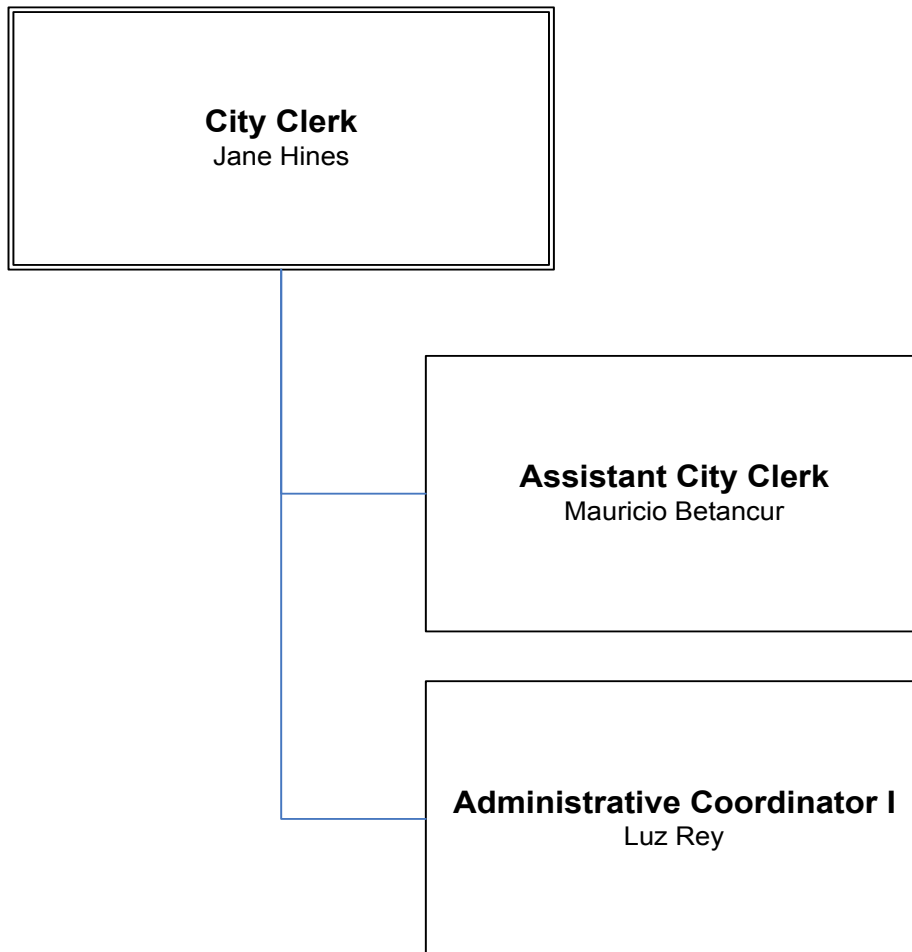 City Clerk
Jane Hines
Assistant City Clerk
Mauricio Betancur
Administrative Coordinator I
Luz Rey